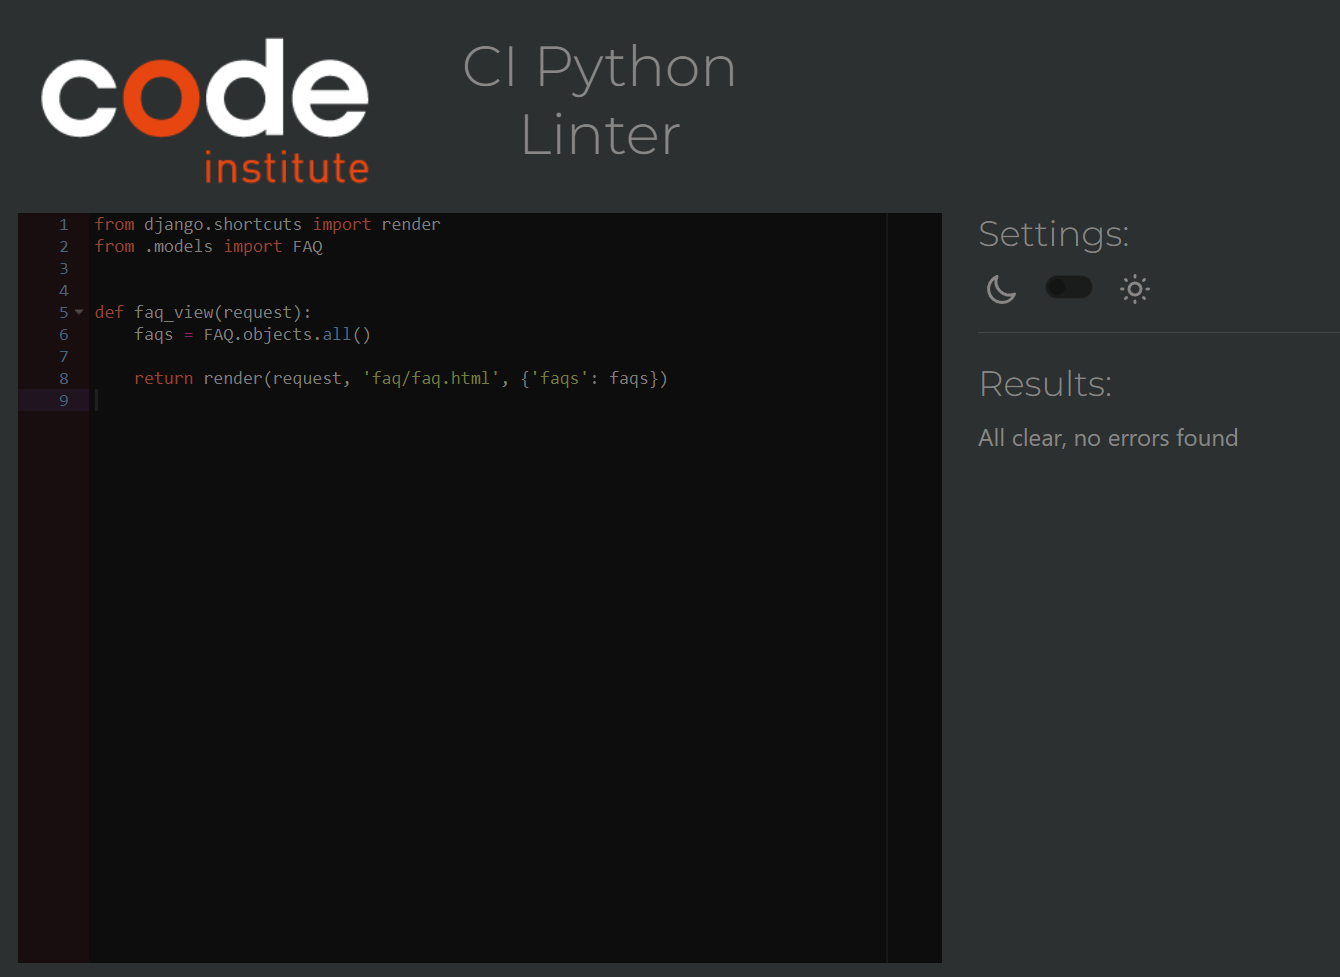 code
institute
CI Python
Linter
1 from django.shortcuts import render
2 from .models import FAQ
3
4
5 def faq_view(request):
6     faqs = FAQ.objects.all()
7
8     return render(request, 'faq/faq.html', {'faqs': faqs})
9
Settings:
Results:
All clear, no errors found